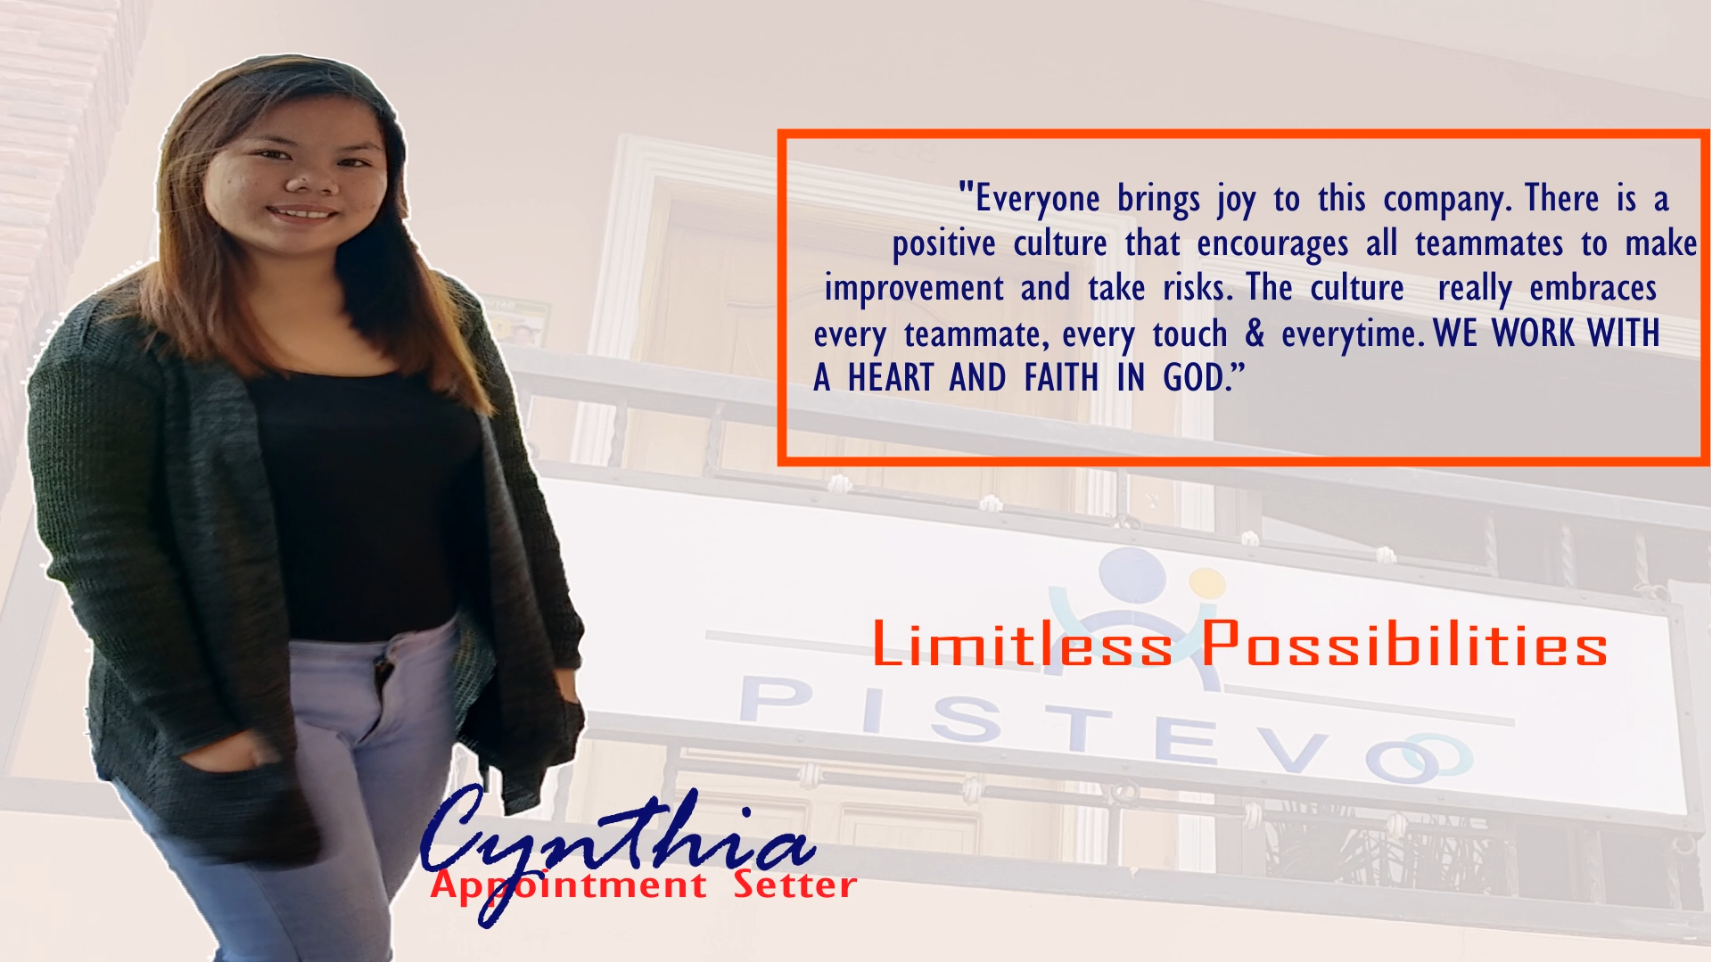 "Everyone brings joy to this company. There is a
positive culture that encourages all teammates to make
improvement and take risks. The culture really embraces
every teammate, every touch & everytime. WE WORK WITH
A HEART AND FAITH IN GOD.”
Limitless Possibilities
PISTEVO
Cynthia
Appointment Setter